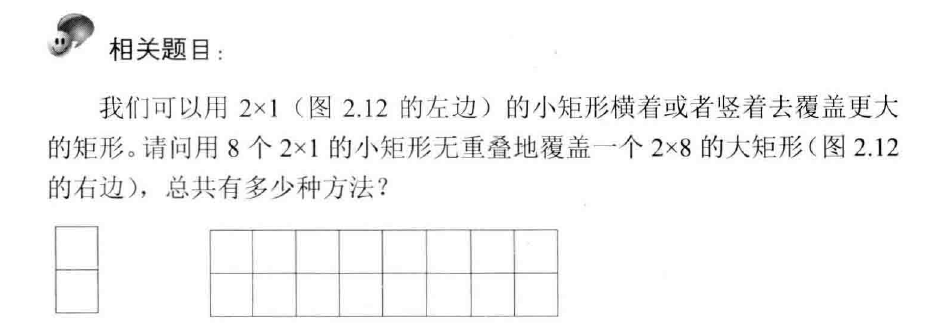 相关题目：
我们可以用 2×1（图 2.12 的左边）的小矩形横着或者竖着去覆盖更大
的矩形。请问用 8 个 2×1 的小矩形无重叠地覆盖一个 2×8 的大矩形（图 2.12
的右边），总共有多少种方法？